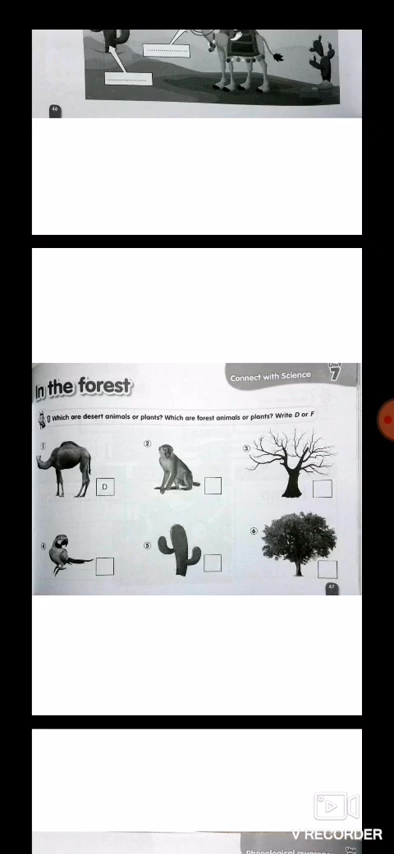 46
In the forest
Connect with Science
7
Which are desert animals or plants? Which are forest animals or plants? Write D or F
1
2
3
D
4
5
6
47
V RECORDER
Phonological